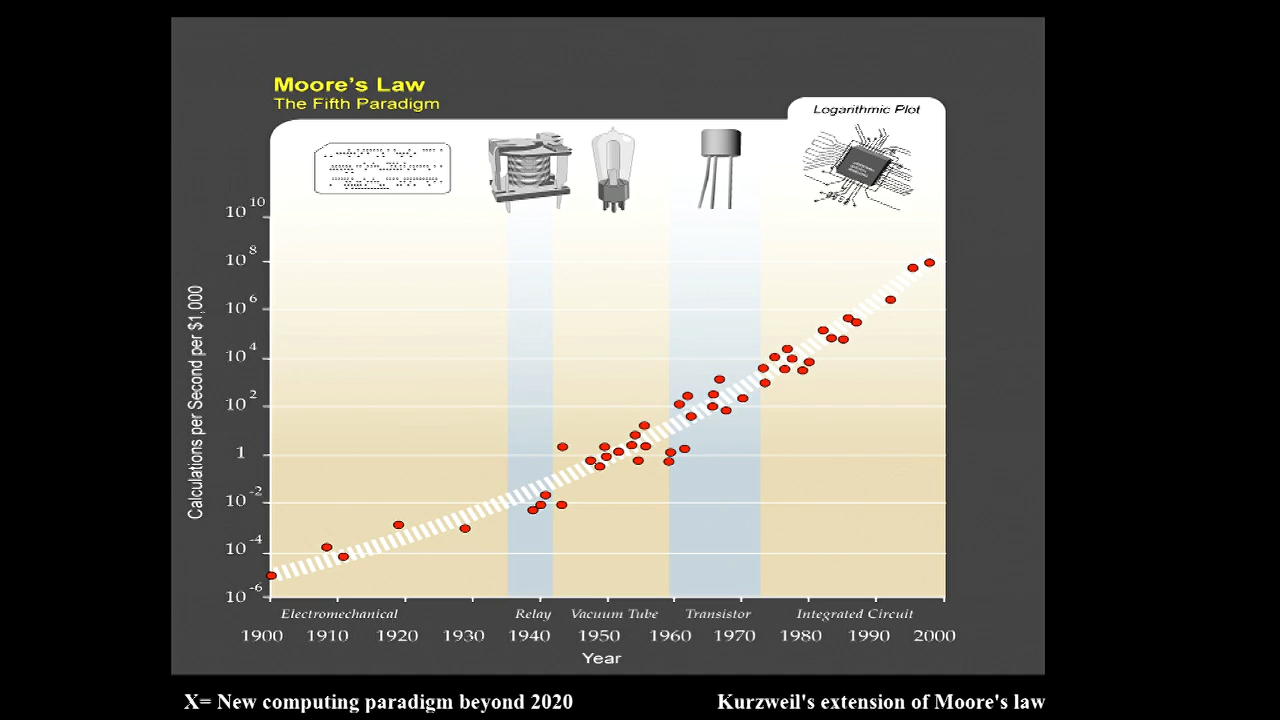 Moore's Law
The Fifth Paradigm
Logarithmic Plot
10^10
10^8
10^6
10^4
10^2
1
10^-2
10^-4
10^-6
Calculations per Second per $1,000
Electromechanical Relay Vacuum Tube Transistor Integrated Circuit
1900 1910 1920 1930 1940 1950 1960 1970 1980 1990 2000
Year
X= New computing paradigm beyond 2020 Kurzweil's extension of Moore's law